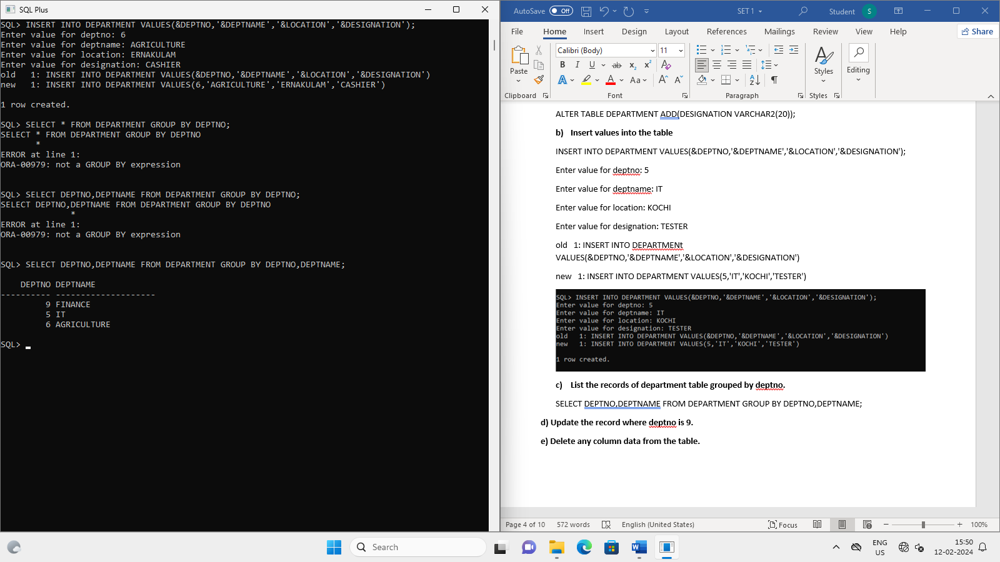 SQL Plus
SQL> INSERT INTO DEPARTMENT VALUES(&DEPTNO,'&DEPTNAME','&LOCATION','&DESIGNATION');
Enter value for deptno: 6
Enter value for deptname: AGRICULTURE
Enter value for location: ERNAKULAM
Enter value for designation: CASHIER
old   1: INSERT INTO DEPARTMENT VALUES(&DEPTNO,'&DEPTNAME','&LOCATION','&DESIGNATION')
new   1: INSERT INTO DEPARTMENT VALUES(6,'AGRICULTURE','ERNAKULAM','CASHIER')
1 row created.
SQL> SELECT * FROM DEPARTMENT GROUP BY DEPTNO;
SELECT * FROM DEPARTMENT GROUP BY DEPTNO
*
ERROR at line 1:
ORA-00979: not a GROUP BY expression
SQL> SELECT DEPTNO,DEPTNAME FROM DEPARTMENT GROUP BY DEPTNO;
SELECT DEPTNO,DEPTNAME FROM DEPARTMENT GROUP BY DEPTNO
*
ERROR at line 1:
ORA-00979: not a GROUP BY expression
SQL> SELECT DEPTNO,DEPTNAME FROM DEPARTMENT GROUP BY DEPTNO,DEPTNAME;
DEPTNO DEPTNAME
---------- --------------------
9 FINANCE
5 IT
6 AGRICULTURE
SQL>
AutoSave Off SET 1 Student S
File Home Insert Design Layout References Mailings Review View Help Share
Calibri (Body) 11
Paste B I U ab x₂ x² Styles Editing
A A Aa A A
Clipboard Font Paragraph Styles
ALTER TABLE DEPARTMENT ADD(DESIGNATION VARCHAR2(20));
b) Insert values into the table
INSERT INTO DEPARTMENT VALUES(&DEPTNO,'&DEPTNAME','&LOCATION','&DESIGNATION');
Enter value for deptno: 5
Enter value for deptname: IT
Enter value for location: KOCHI
Enter value for designation: TESTER
old   1: INSERT INTO DEPARTMENt
VALUES(&DEPTNO,'&DEPTNAME','&LOCATION','&DESIGNATION')
new   1: INSERT INTO DEPARTMENT VALUES(5,'IT','KOCHI','TESTER')
SQL> INSERT INTO DEPARTMENT VALUES(&DEPTNO,'&DEPTNAME','&LOCATION','&DESIGNATION');
Enter value for deptno: 5
Enter value for deptname: IT
Enter value for location: KOCHI
Enter value for designation: TESTER
old   1: INSERT INTO DEPARTMENT VALUES(&DEPTNO,'&DEPTNAME','&LOCATION','&DESIGNATION')
new   1: INSERT INTO DEPARTMENT VALUES(5,'IT','KOCHI','TESTER')
1 row created.
c) List the records of department table grouped by deptno.
SELECT DEPTNO,DEPTNAME FROM DEPARTMENT GROUP BY DEPTNO,DEPTNAME;
d) Update the record where deptno is 9.
e) Delete any column data from the table.
Page 4 of 10 572 words English (United States) Focus 100%
Search
ENG
US
15:50
12-02-2024